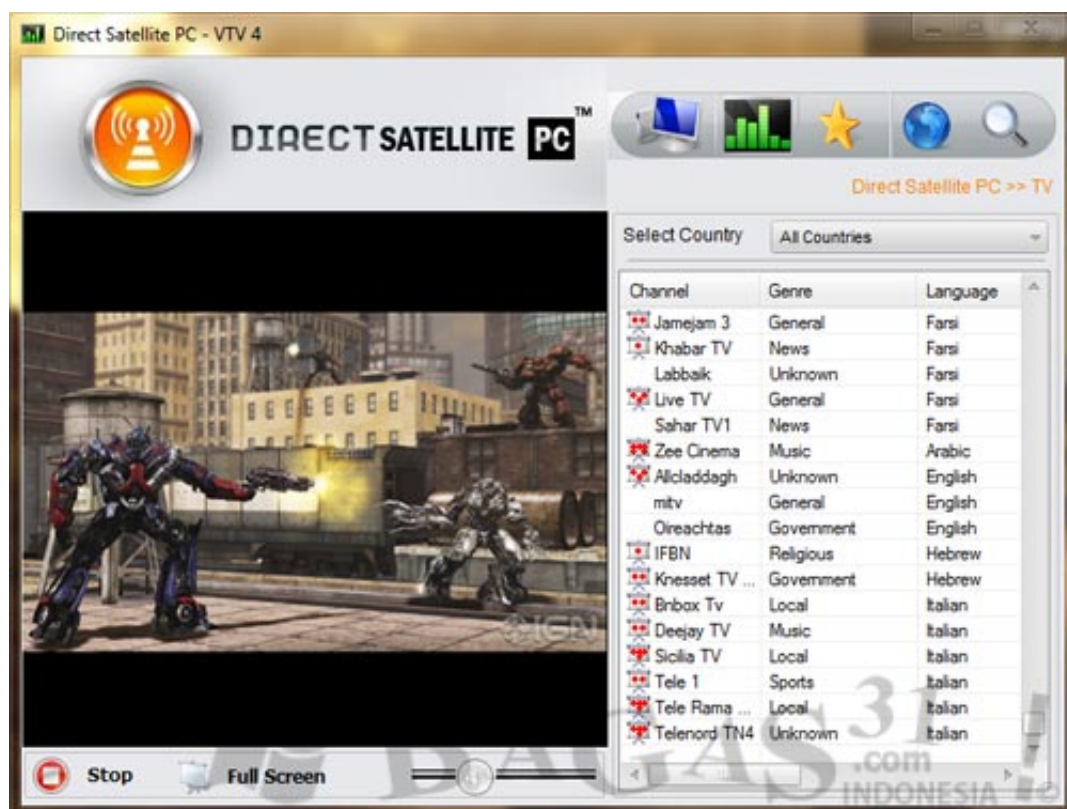 Direct Satellite PC - VTV 4
DIRECT SATELLITE PC™
Direct Satellite PC >> TV
Select Country All Countries
Channel Genre Language
Jamejam 3 General Farsi
Khabar TV News Farsi
Labbaik Unknown Farsi
Live TV General Farsi
Sahar TV1 News Farsi
Zee Cinema Music Arabic
Allcladdagh Unknown English
mitv General English
Oireachtas Government English
IFBN Religious Hebrew
Knesset TV ... Government Hebrew
Bnbox Tv Local Italian
Deejay TV Music Italian
Sicilia TV Local Italian
Tele 1 Sports Italian
Tele Rama ... Local Italian
Telenord TN4 Unknown Italian
©IGN
Stop Full Screen
BAGAS31
.com
INDONESIA